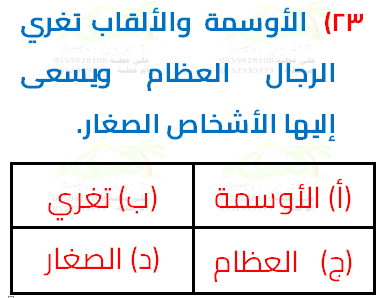 ٢٣) الأوسمة والألقاب تغري
الرجال العظام ويسعى
إليها الأشخاص الصغار.
(أ) الأوسمة (ب) تغري
(ج) العظام (د) الصغار